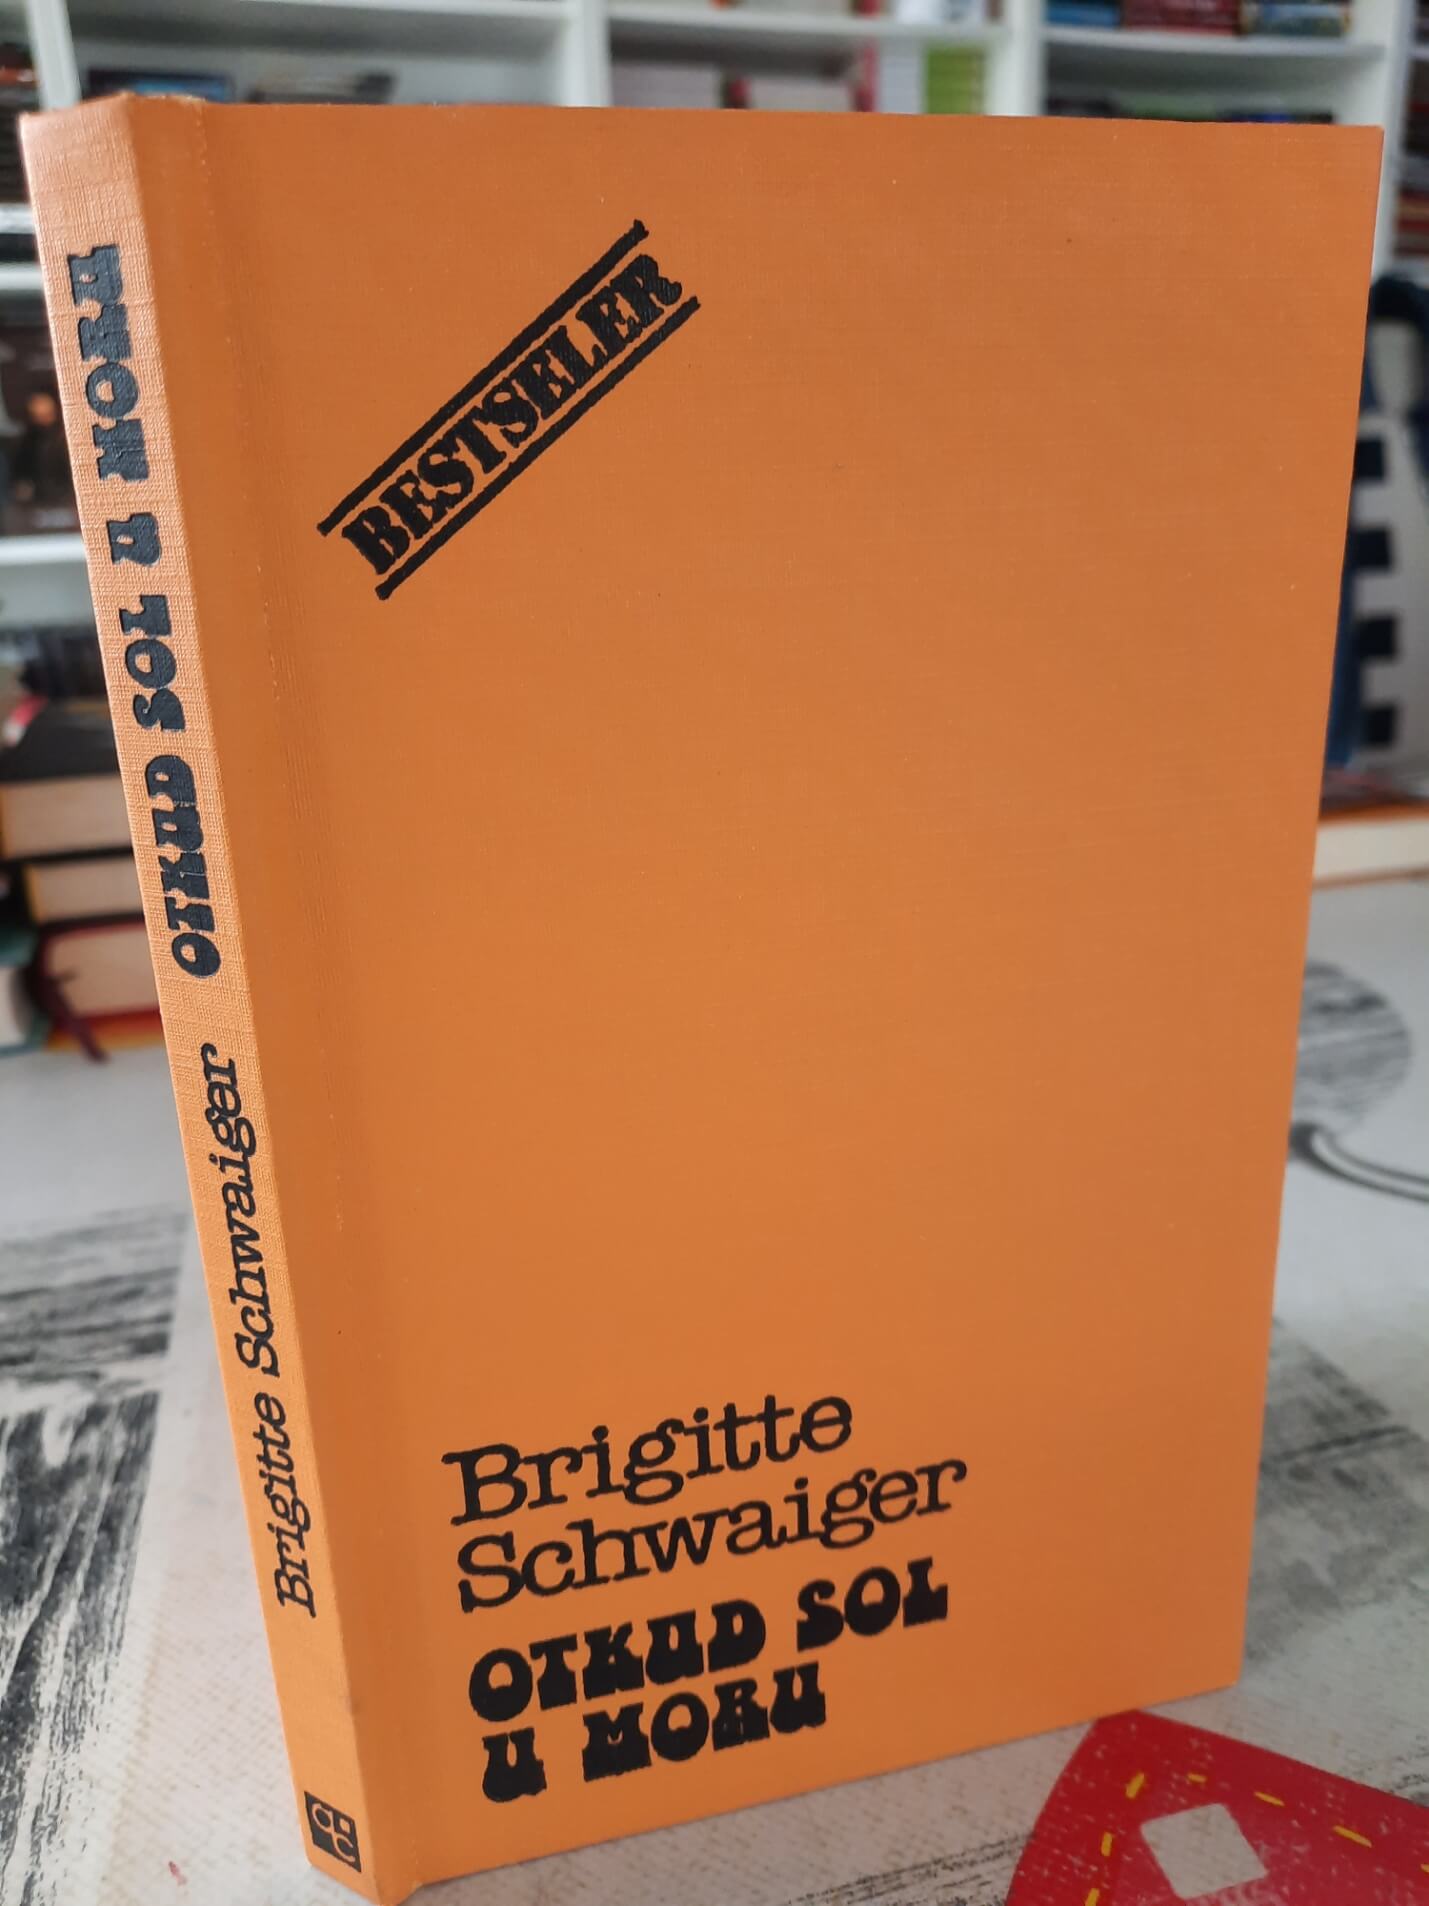 BESTSELER
Brigitte
Schwaiger
OTKUD SOL
U MORU
Brigitte Schwaiger OTKUD SOL U MORU